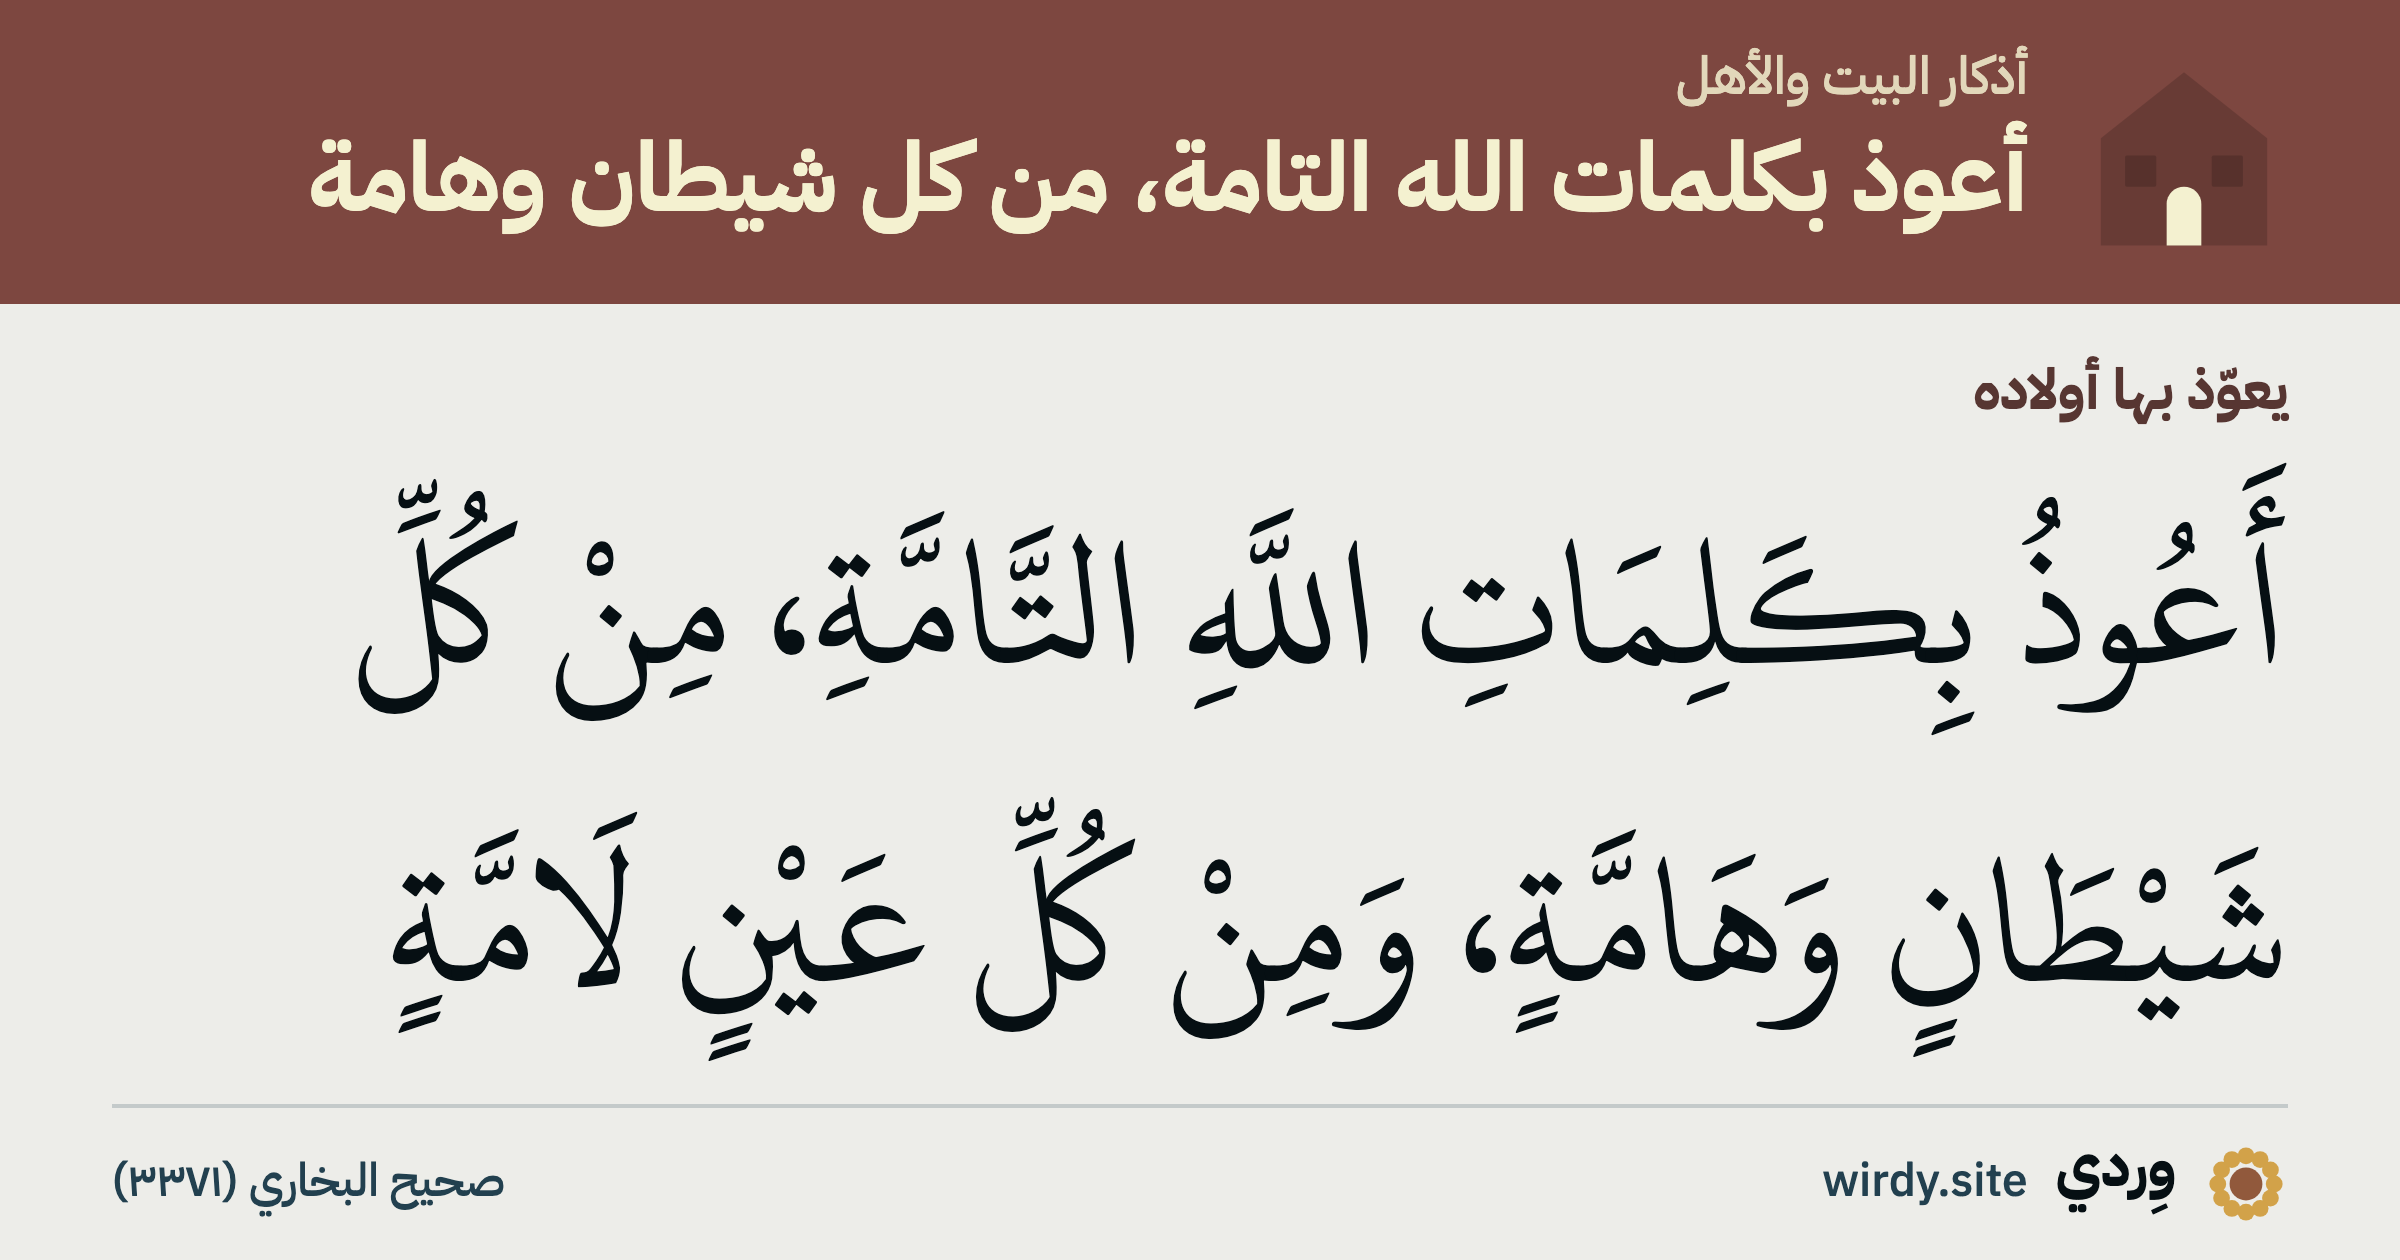 أذكار البيت والأهل
أعوذ بكلمات الله التامة، من كل شيطان وهامة
يعوّذ بها أولاده
أَعُوذُ بِكَلِمَاتِ اللَّهِ التَّامَّةِ، مِنْ كُلِّ
شَيْطَانٍ وَهَامَّةٍ، وَمِنْ كُلِّ عَيْنٍ لَامَّةٍ
وِردي wirdy.site
صحيح البخاري (٣٣٧١)